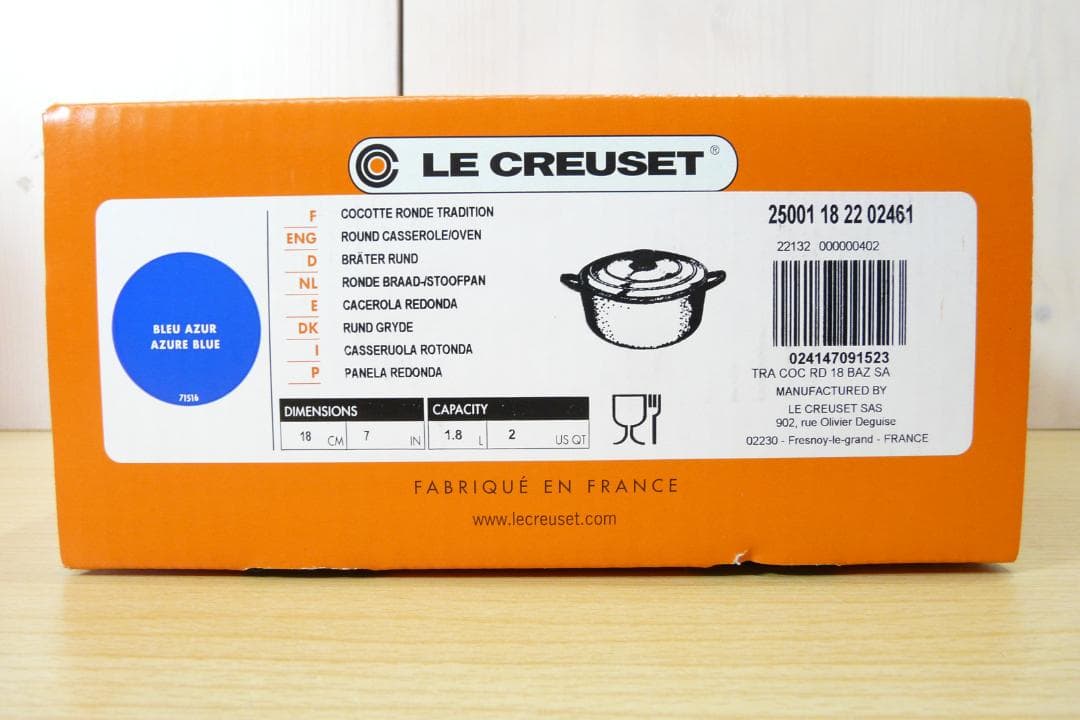 LE CREUSET®
BLEU AZUR
AZURE BLUE
71516
F COCOTTE RONDE TRADITION
ENG ROUND CASSEROLE/OVEN
D BRÄTER RUND
NL RONDE BRAAD-/STOOFPAN
E CACEROLA REDONDA
DK RUND GRYDE
I CASSERUOLA ROTONDA
P PANELA REDONDA
DIMENSIONS
18 CM 7 IN
CAPACITY
1.8 L 2 US QT
25001 18 22 02461
22132 000000402
024147091523
TRA COC RD 18 BAZ SA
MANUFACTURED BY
LE CREUSET SAS
902, rue Olivier Deguise
02230 - Fresnoy-le-grand - FRANCE
FABRIQUÉ EN FRANCE
www.lecreuset.com